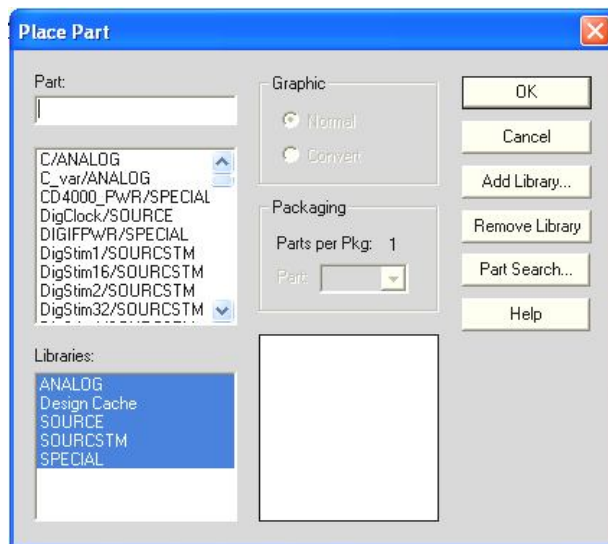 Place Part
Part:
C/ANALOG
C_var/ANALOG
CD4000_PWR/SPECIAL
DigClock/SOURCE
DIGIFPWR/SPECIAL
DigStim1/SOURCSTM
DigStim16/SOURCSTM
DigStim2/SOURCSTM
DigStim32/SOURCSTM
Libraries:
ANALOG
Design Cache
SOURCE
SOURCSTM
SPECIAL
Graphic
Normal
Convert
Packaging
Parts per Pkg: 1
Part:
OK
Cancel
Add Library...
Remove Library
Part Search...
Help